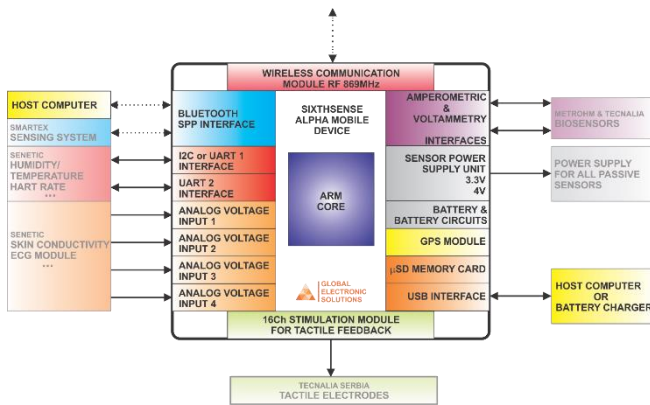 WIRELESS COMMUNICATION
MODULE RF 869MHz
HOST COMPUTER
SMARTEX
SENSING SYSTEM
SENETIC
HUMIDITY/
TEMPERATURE
HART RATE
...
SENETIC
SKIN CONDUCTIVITY
ECG MODULE
...
BLUETOOTH
SPP INTERFACE
I2C or UART 1
INTERFACE
UART 2
INTERFACE
ANALOG VOLTAGE
INPUT 1
ANALOG VOLTAGE
INPUT 2
ANALOG VOLTAGE
INPUT 3
ANALOG VOLTAGE
INPUT 4
SIXTHSENSE
ALPHA MOBILE
DEVICE
ARM
CORE
GLOBAL
ELECTRONIC
SOLUTIONS
AMPEROMETRIC &
VOLTAMMETRY
INTERFACES
SENSOR POWER
SUPPLY UNIT
3.3V
4V
BATTERY &
BATTERY CIRCUITS
GPS MODULE
µSD MEMORY CARD
USB INTERFACE
METROHM & TECNALIA
BIOSENSORS
POWER SUPPLY
FOR ALL PASSIVE
SENSORS
HOST COMPUTER
OR
BATTERY CHARGER
16Ch STIMULATION MODULE
FOR TACTILE FEEDBACK
TECNALIA SERBIA
TACTILE ELECTRODES